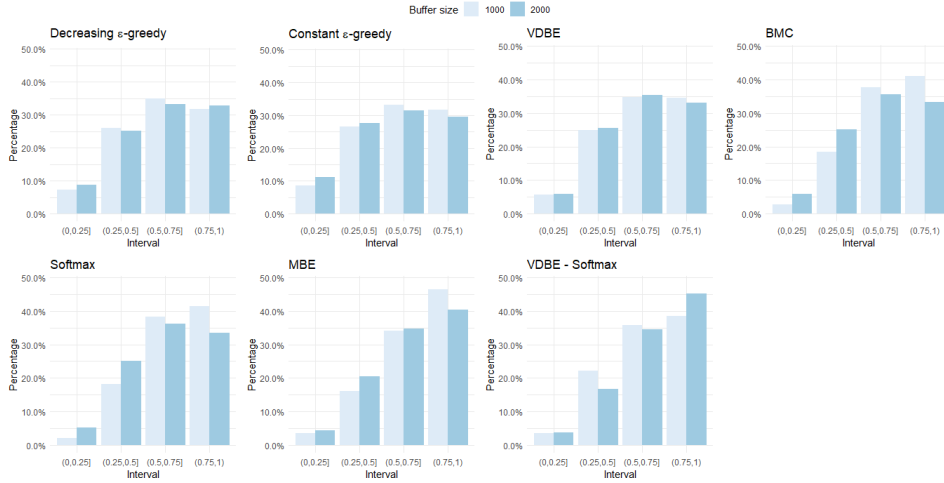 Buffer size 1000 2000
Decreasing ε-greedy
Constant ε-greedy
VDBE
BMC
50.0%
40.0%
30.0%
20.0%
10.0%
0.0%
Percentage
(0,0.25] (0.25,0.5] (0.5,0.75] (0.75,1)
Interval
50.0%
40.0%
30.0%
20.0%
10.0%
0.0%
Percentage
(0,0.25] (0.25,0.5] (0.5,0.75] (0.75,1)
Interval
50.0%
40.0%
30.0%
20.0%
10.0%
0.0%
Percentage
(0,0.25] (0.25,0.5] (0.5,0.75] (0.75,1)
Interval
50.0%
40.0%
30.0%
20.0%
10.0%
0.0%
Percentage
(0,0.25] (0.25,0.5] (0.5,0.75] (0.75,1)
Interval
Softmax
MBE
VDBE - Softmax
50.0%
40.0%
30.0%
20.0%
10.0%
0.0%
Percentage
(0,0.25] (0.25,0.5] (0.5,0.75] (0.75,1)
Interval
50.0%
40.0%
30.0%
20.0%
10.0%
0.0%
Percentage
(0,0.25] (0.25,0.5] (0.5,0.75] (0.75,1)
Interval
50.0%
40.0%
30.0%
20.0%
10.0%
0.0%
Percentage
(0,0.25] (0.25,0.5] (0.5,0.75] (0.75,1)
Interval